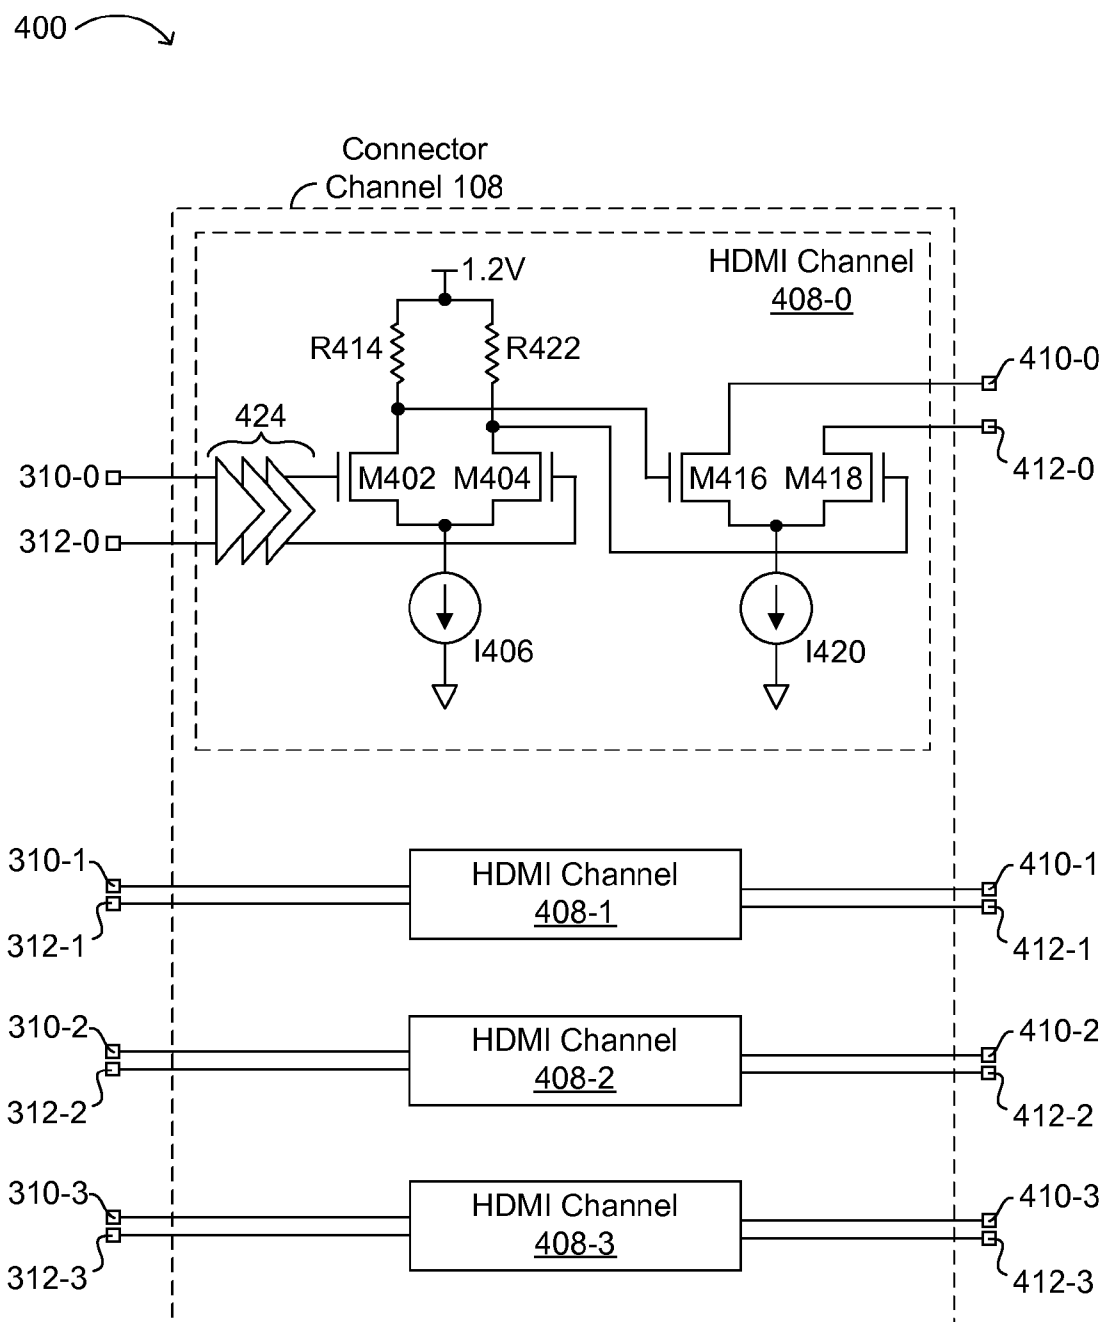 400
Connector
Channel 108
HDMI Channel
408-0
1.2V
R414
R422
410-0
424
310-0
M402
M404
M416
M418
412-0
312-0
I406
I420
310-1
HDMI Channel
408-1
410-1
312-1
412-1
310-2
HDMI Channel
408-2
410-2
312-2
412-2
310-3
HDMI Channel
408-3
410-3
312-3
412-3